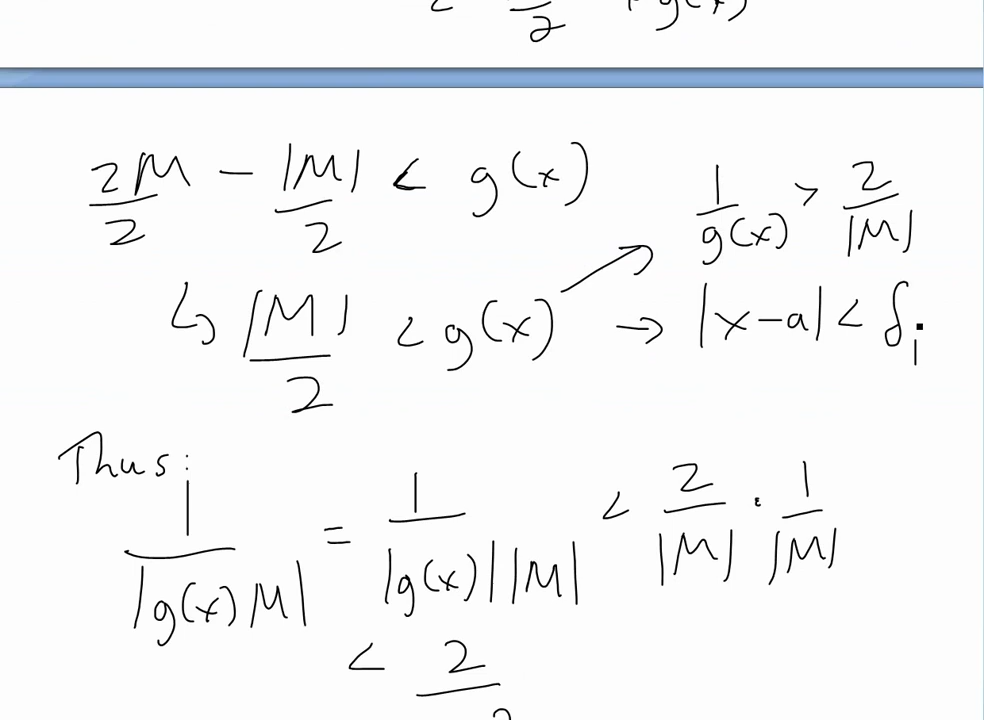 2M/2 - |M|/2 < g(x)
1/g(x) > 2/|M|
↳ |M|/2 < g(x) → |x-a| < δ₁
Thus:
1/|g(x)M| = 1/|g(x)||M| < 2/|M| · 1/|M|
< 2